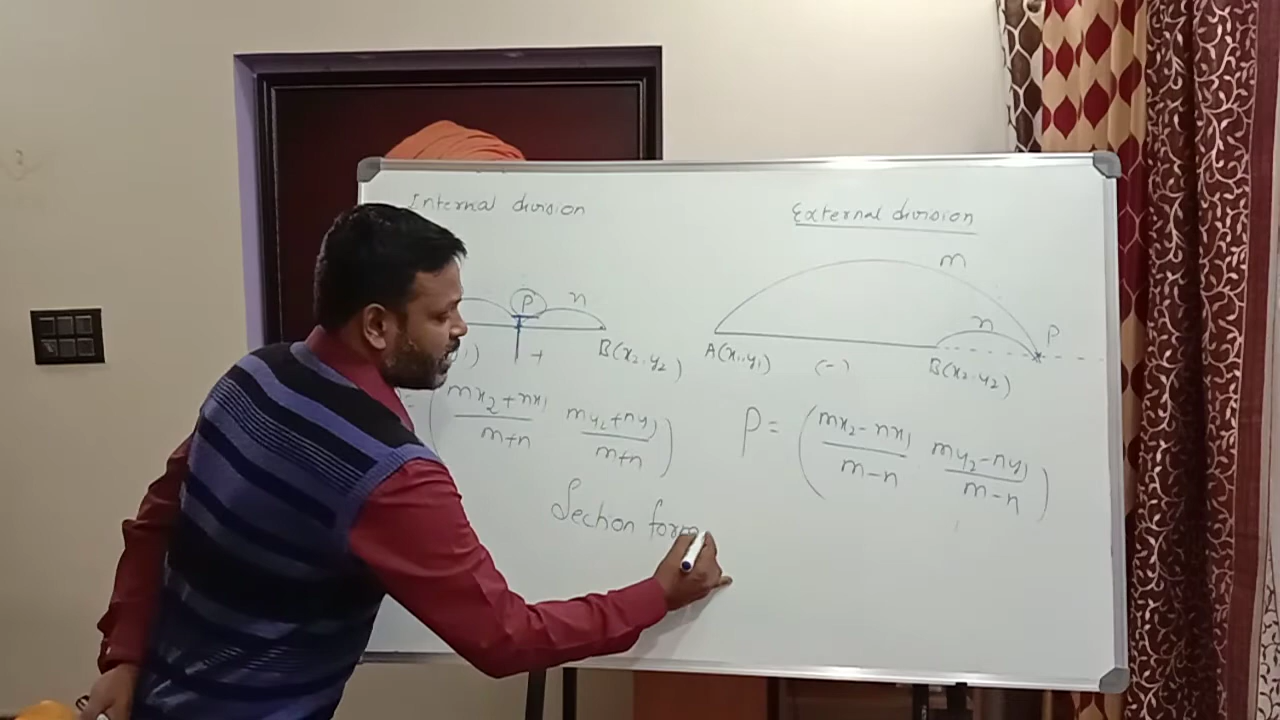 Internal division
P n
1) + B(x2, y2)
= (mx2+nx1/m+n my2+ny1/m+n)
External division
m
n P
A(x1, y1) (-) B(x2, y2)
P = (mx2-nx1/m-n my2-ny1/m-n)
Section form